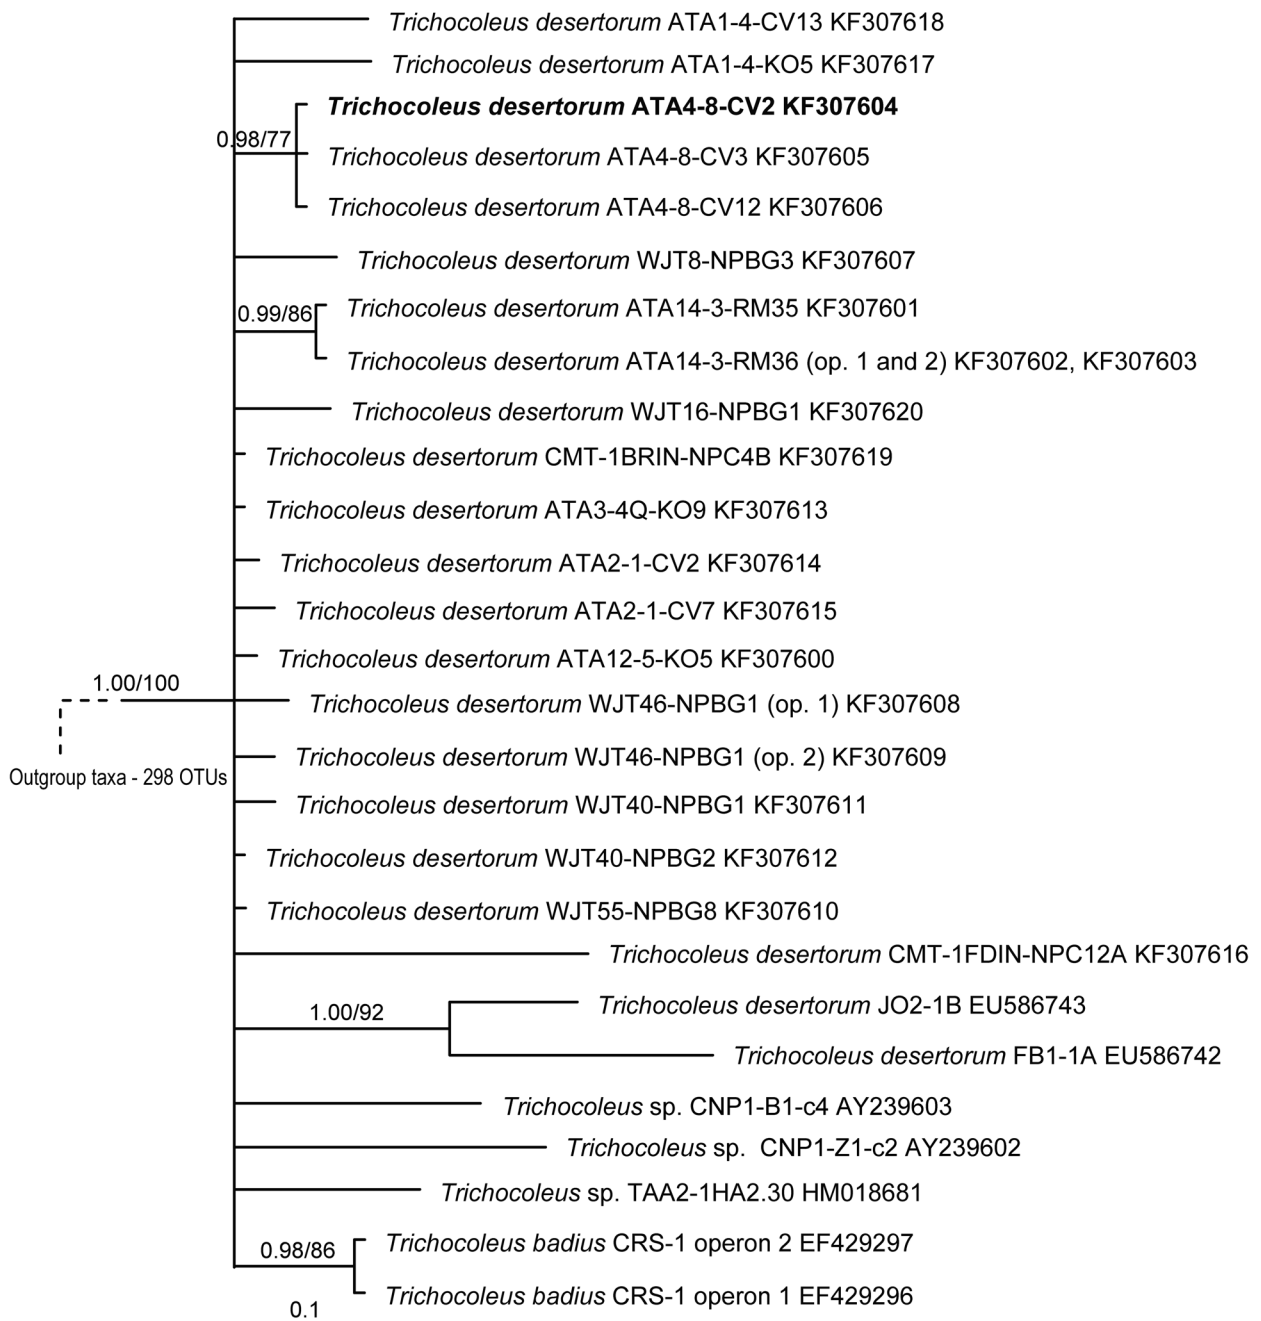 Trichocoleus desertorum ATA1-4-CV13 KF307618
Trichocoleus desertorum ATA1-4-KO5 KF307617
Trichocoleus desertorum ATA4-8-CV2 KF307604
0.98/77
Trichocoleus desertorum ATA4-8-CV3 KF307605
Trichocoleus desertorum ATA4-8-CV12 KF307606
Trichocoleus desertorum WJT8-NPBG3 KF307607
Trichocoleus desertorum ATA14-3-RM35 KF307601
0.99/86
Trichocoleus desertorum ATA14-3-RM36 (op. 1 and 2) KF307602, KF307603
Trichocoleus desertorum WJT16-NPBG1 KF307620
Trichocoleus desertorum CMT-1BRIN-NPC4B KF307619
Trichocoleus desertorum ATA3-4Q-KO9 KF307613
Trichocoleus desertorum ATA2-1-CV2 KF307614
Trichocoleus desertorum ATA2-1-CV7 KF307615
Trichocoleus desertorum ATA12-5-KO5 KF307600
1.00/100
Trichocoleus desertorum WJT46-NPBG1 (op. 1) KF307608
Trichocoleus desertorum WJT46-NPBG1 (op. 2) KF307609
Outgroup taxa - 298 OTUs
Trichocoleus desertorum WJT40-NPBG1 KF307611
Trichocoleus desertorum WJT40-NPBG2 KF307612
Trichocoleus desertorum WJT55-NPBG8 KF307610
Trichocoleus desertorum CMT-1FDIN-NPC12A KF307616
Trichocoleus desertorum JO2-1B EU586743
1.00/92
Trichocoleus desertorum FB1-1A EU586742
Trichocoleus sp. CNP1-B1-c4 AY239603
Trichocoleus sp. CNP1-Z1-c2 AY239602
Trichocoleus sp. TAA2-1HA2.30 HM018681
Trichocoleus badius CRS-1 operon 2 EF429297
0.98/86
Trichocoleus badius CRS-1 operon 1 EF429296
0.1